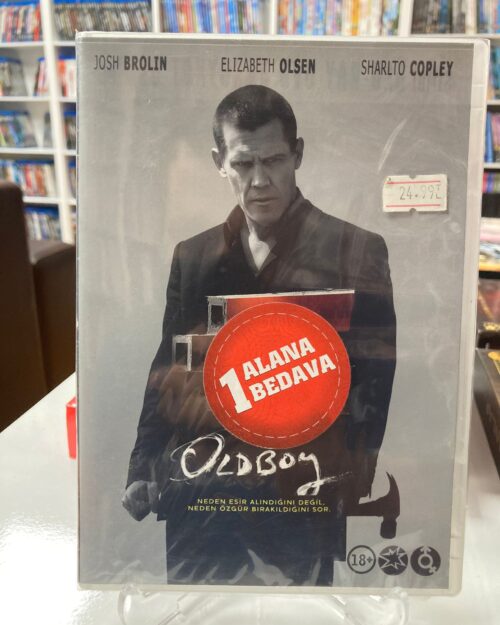 JOSH BROLIN ELIZABETH OLSEN SHARLTO COPLEY
24.99TL
1 ALANA
BEDAVA
OLDBOY
NEDEN ESİR ALINDIĞINI DEĞİL,
NEDEN ÖZGÜR BIRAKILDIĞINI SOR.
18+